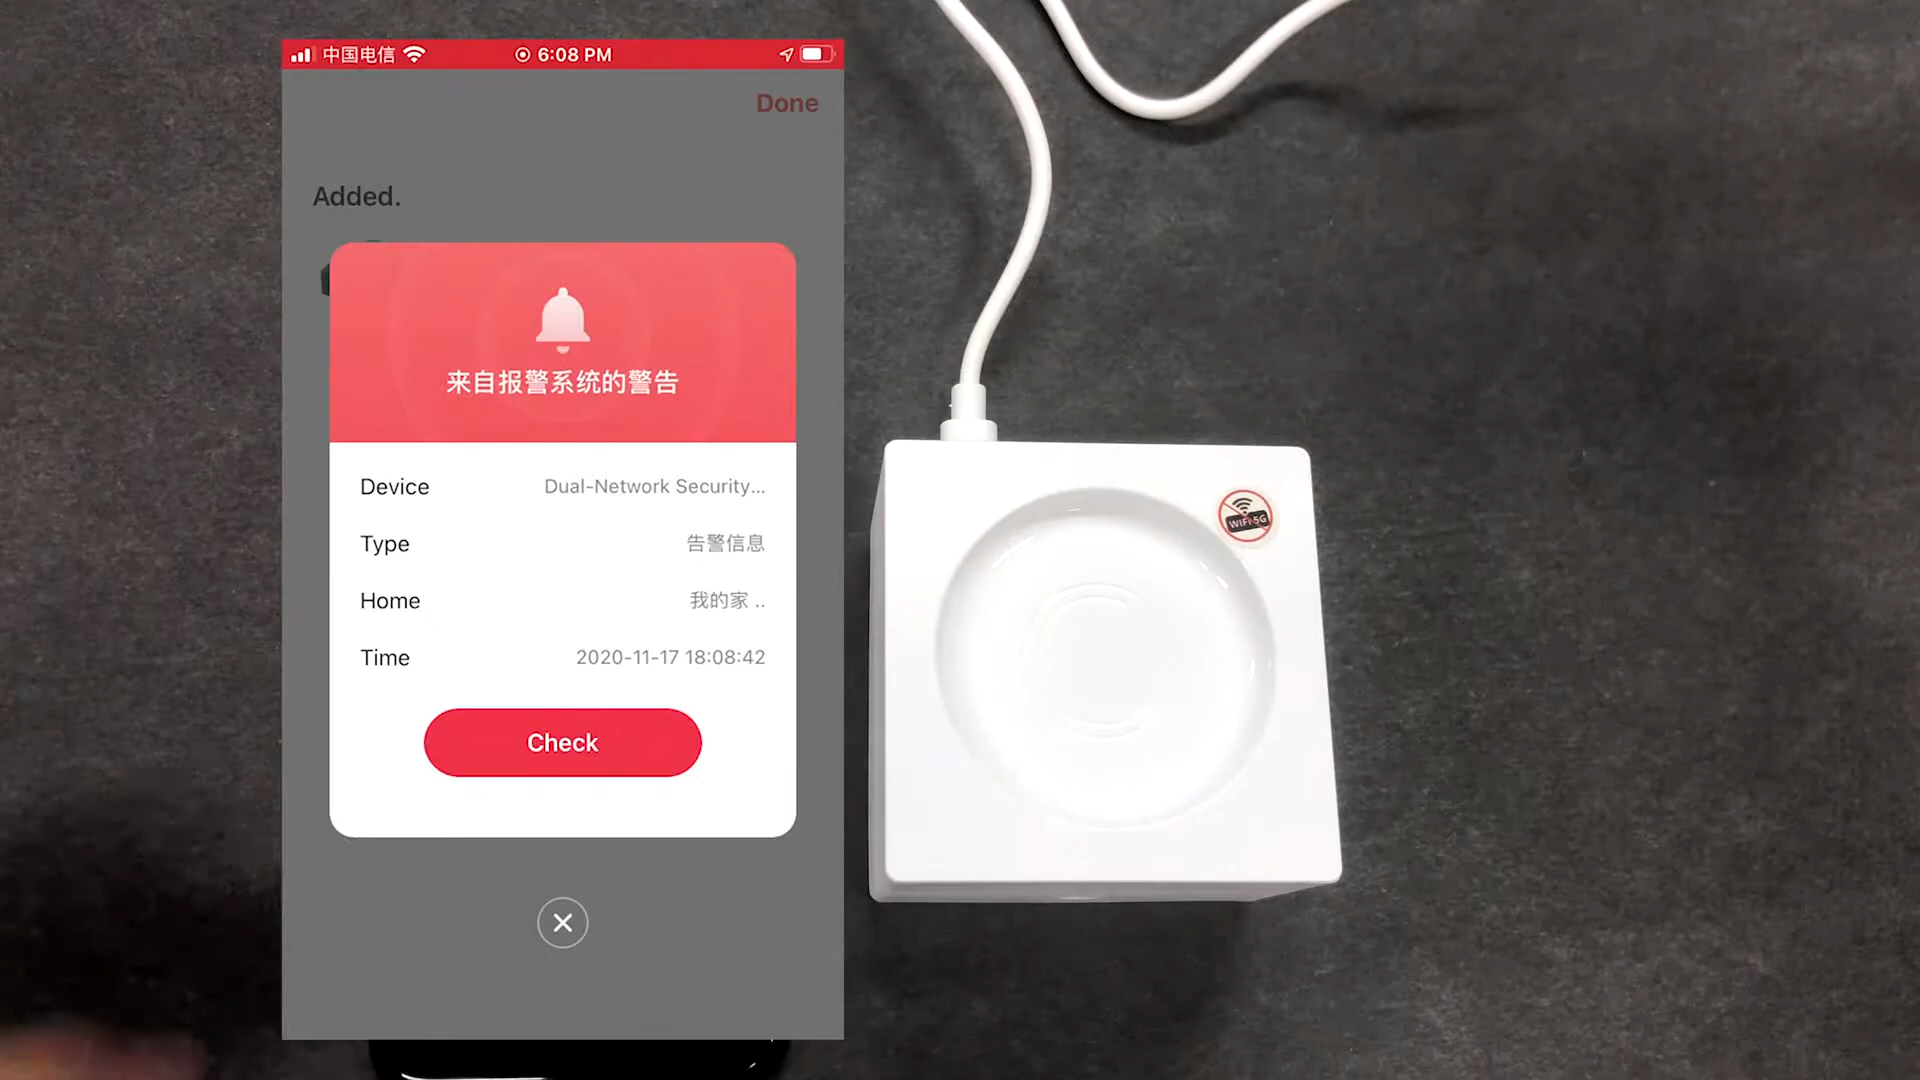 中国电信
6:08 PM
Done
Added.
来自报警系统的警告
Device Dual-Network Security...
Type 告警信息
Home 我的家 ..
Time 2020-11-17 18:08:42
Check
WIFI 5G